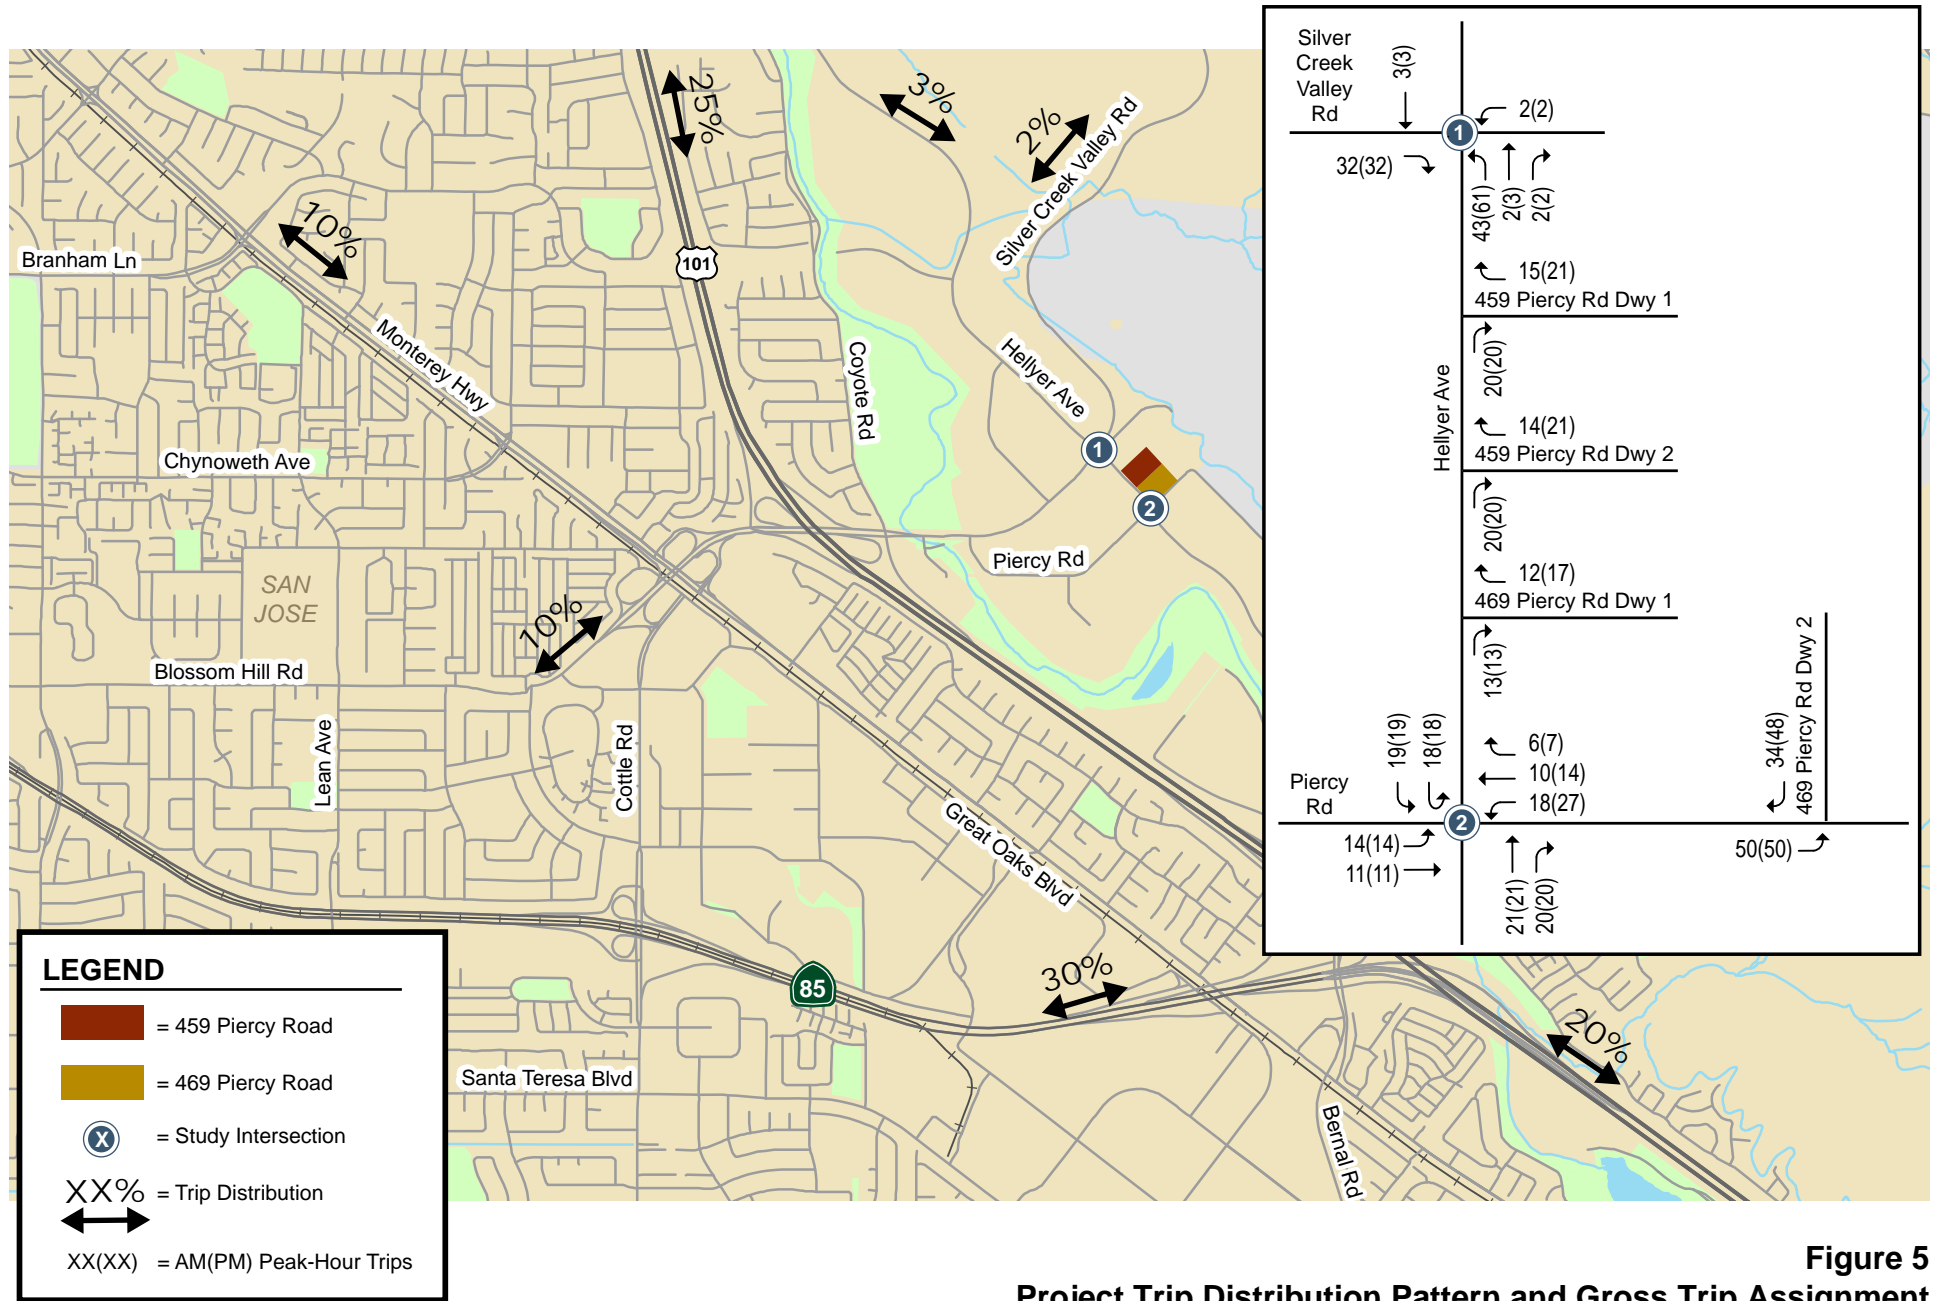 Silver
Creek
Valley
Rd
3(3)
1
2(2)
32(32)
43(61)
2(3)
2(2)
15(21)
459 Piercy Rd Dwy 1
20(20)
Hellyer Ave
14(21)
459 Piercy Rd Dwy 2
20(20)
12(17)
469 Piercy Rd Dwy 1
13(13)
469 Piercy Rd Dwy 2
34(48)
19(19)
18(18)
6(7)
10(14)
18(27)
Piercy
Rd
2
14(14)
11(11)
21(21)
20(20)
50(50)
25%
3%
2%
Silver Creek Valley Rd
10%
Branham Ln
101
Monterey Hwy
Coyote Rd
Hellyer Ave
1
2
Chynoweth Ave
Piercy Rd
SAN
JOSE
10%
Blossom Hill Rd
Lean Ave
Cottle Rd
Great Oaks Blvd
85
30%
20%
Santa Teresa Blvd
Bernal Rd
LEGEND
= 459 Piercy Road
= 469 Piercy Road
X = Study Intersection
XX% = Trip Distribution
XX(XX) = AM(PM) Peak-Hour Trips
Figure 5
Project Trip Distribution Pattern and Gross Trip Assignment